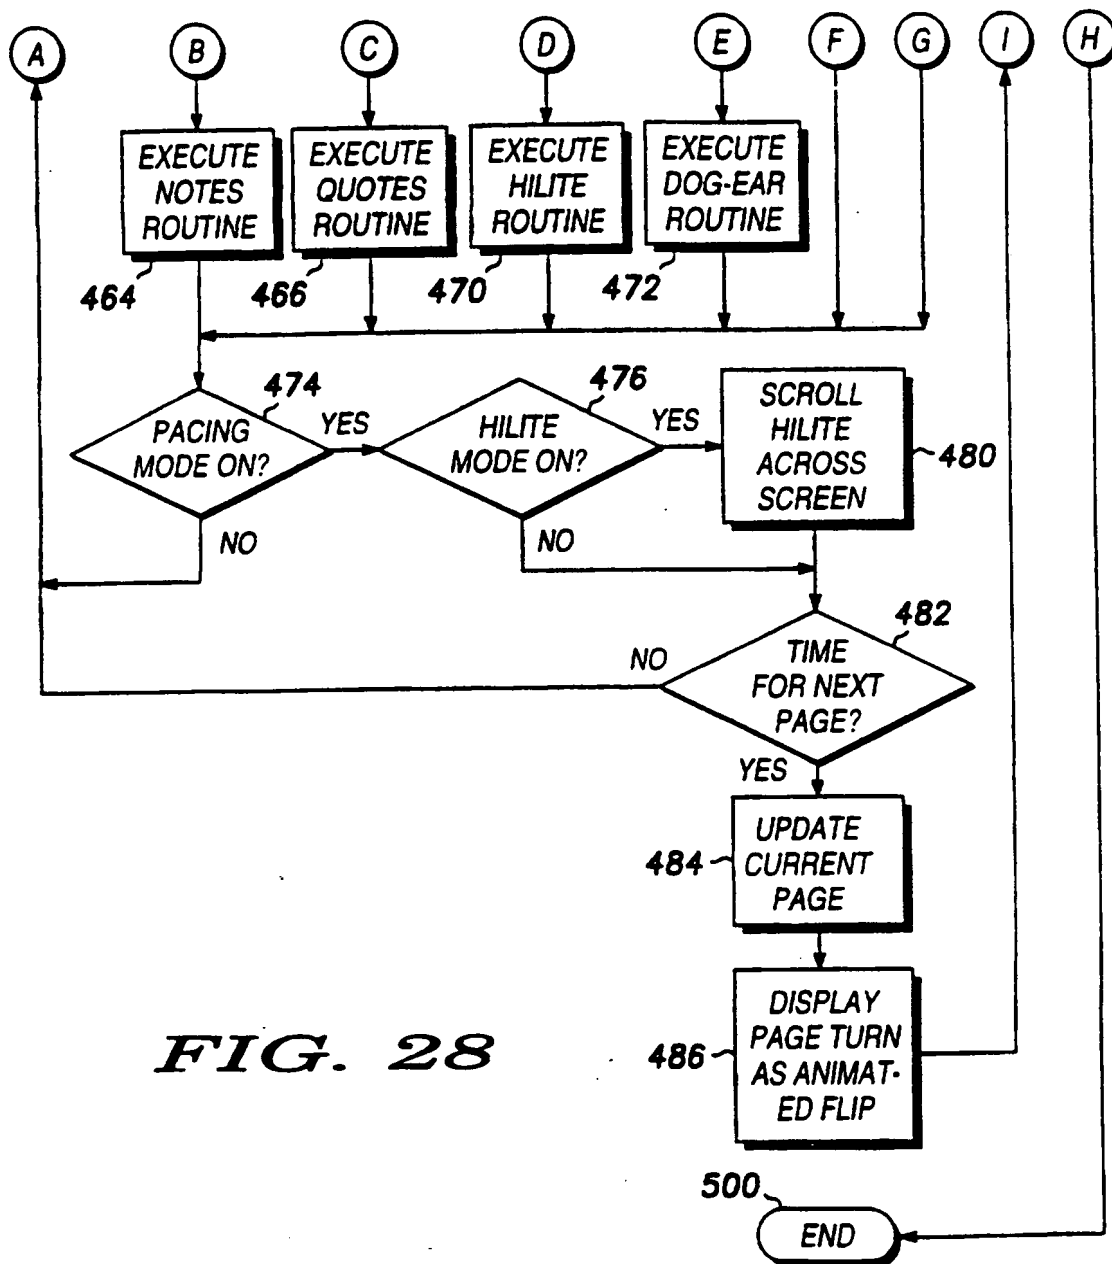 A B C D E F G I H
EXECUTE
NOTES
ROUTINE
464
EXECUTE
QUOTES
ROUTINE
466
EXECUTE
HILITE
ROUTINE
470
EXECUTE
DOG-EAR
ROUTINE
472
PACING
MODE ON?
474
YES
NO
HILITE
MODE ON?
476
YES
NO
SCROLL
HILITE
ACROSS
SCREEN
480
TIME
FOR NEXT
PAGE?
482
NO
YES
UPDATE
CURRENT
PAGE
484
DISPLAY
PAGE TURN
AS ANIMAT-
ED FLIP
486
FIG. 28
500
END